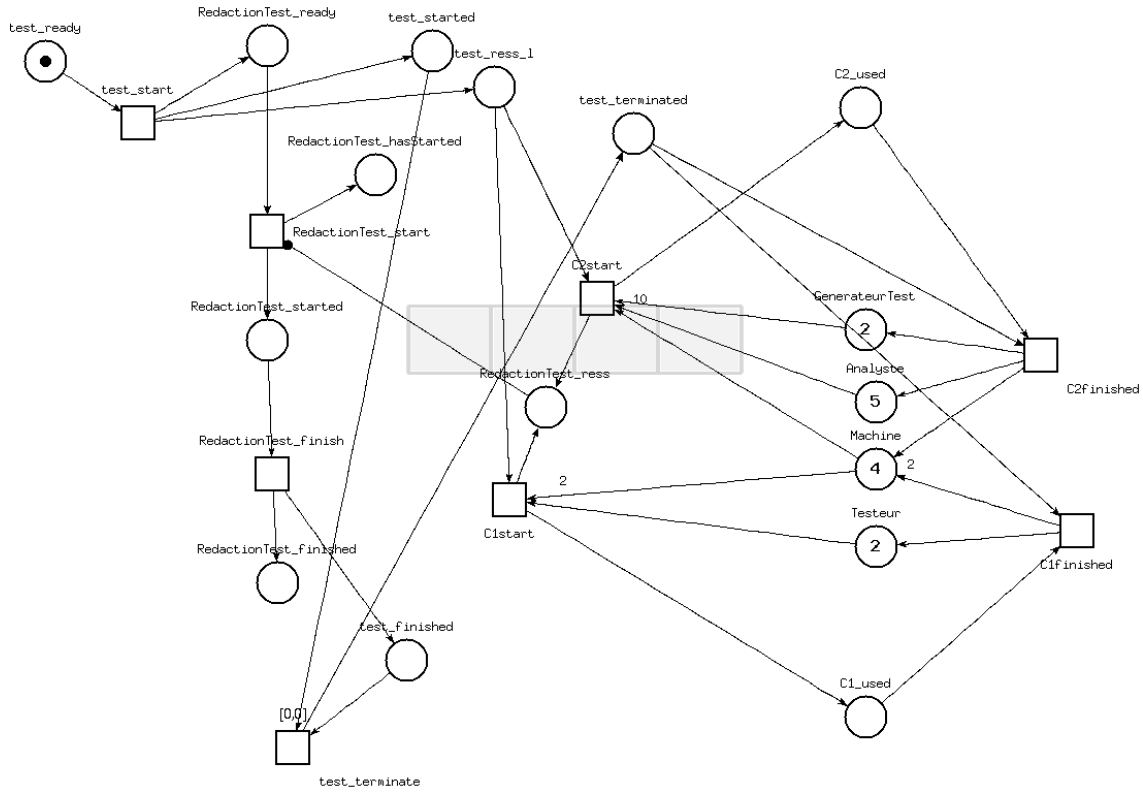 test_ready
RedactionTest_ready
test_started
test_ress_1
test_start
C2_used
test_terminated
RedactionTest_hasStarted
RedactionTest_start
C2start
10
GenerateurTest
2
RedactionTest_started
RedactionTest_ress
Analyste
5
C2finished
RedactionTest_finish
Machine
4
2
2
C1start
Testeur
2
RedactionTest_finished
C1finished
test_finished
C1_used
[0,0]
test_terminate